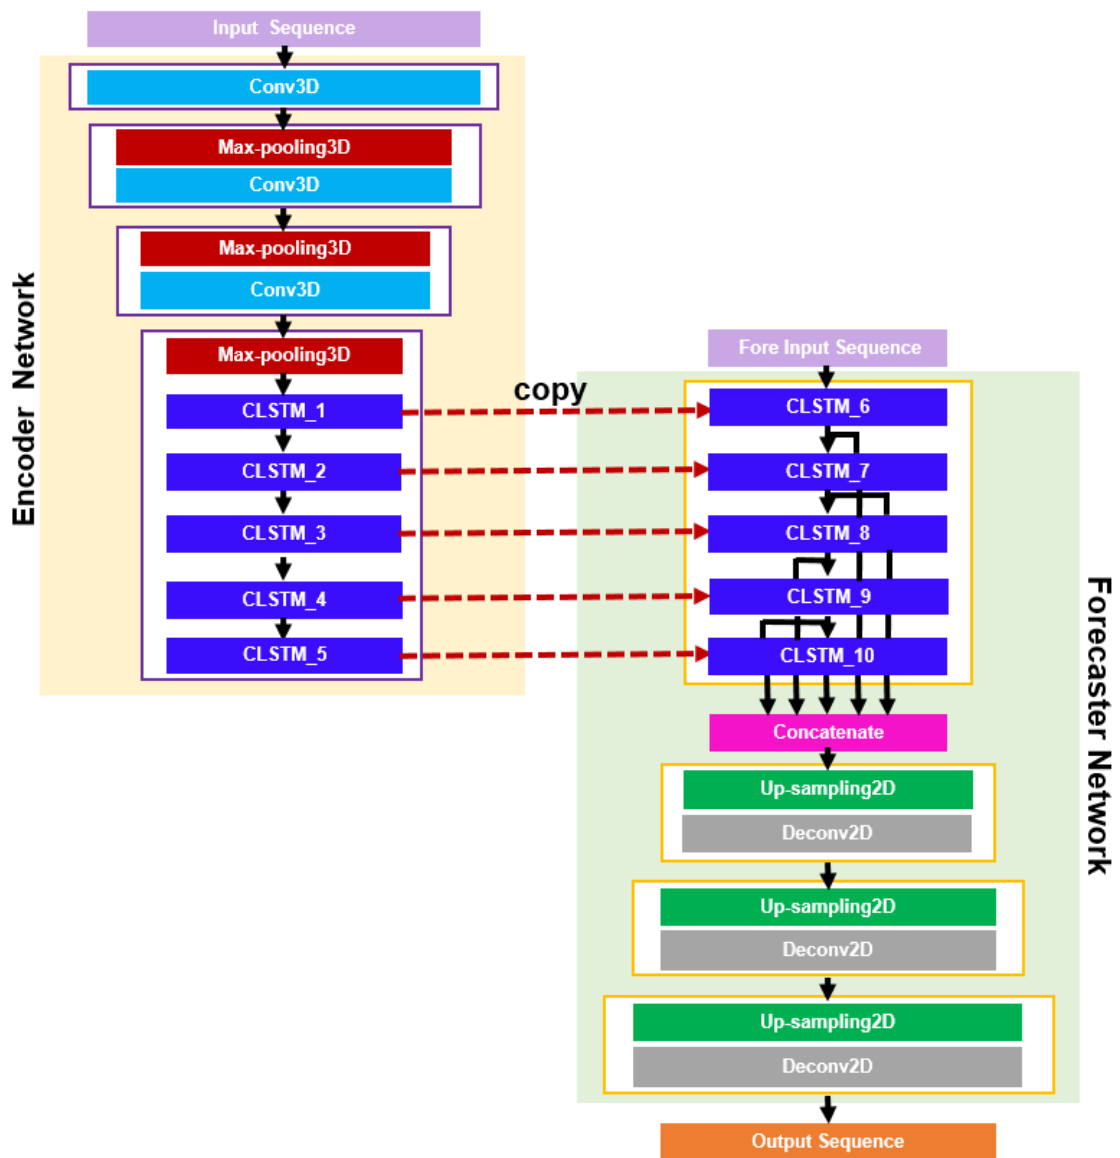 Input Sequence
Conv3D
Max-pooling3D
Conv3D
Max-pooling3D
Conv3D
Max-pooling3D
CLSTM_1
CLSTM_2
CLSTM_3
CLSTM_4
CLSTM_5
Encoder Network
copy
Fore Input Sequence
CLSTM_6
CLSTM_7
CLSTM_8
CLSTM_9
CLSTM_10
Concatenate
Up-sampling2D
Deconv2D
Up-sampling2D
Deconv2D
Up-sampling2D
Deconv2D
Output Sequence
Forecaster Network